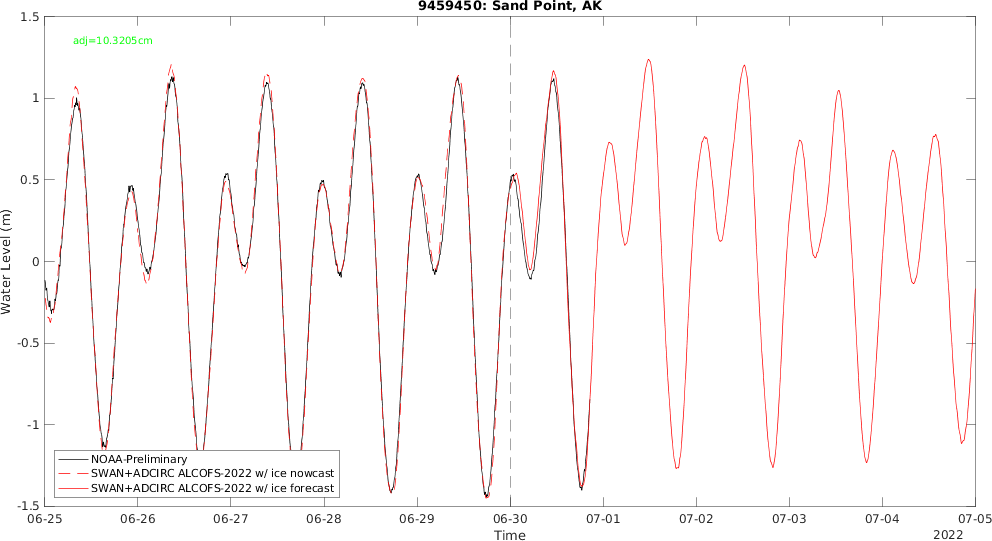 9459450: Sand Point, AK
adj=10.3205cm
1.5
1
0.5
0
-0.5
-1
-1.5
Water Level (m)
NOAA-Preliminary
SWAN+ADCIRC ALCOFS-2022 w/ ice nowcast
SWAN+ADCIRC ALCOFS-2022 w/ ice forecast
06-25 06-26 06-27 06-28 06-29 06-30 07-01 07-02 07-03 07-04 07-05
Time
2022